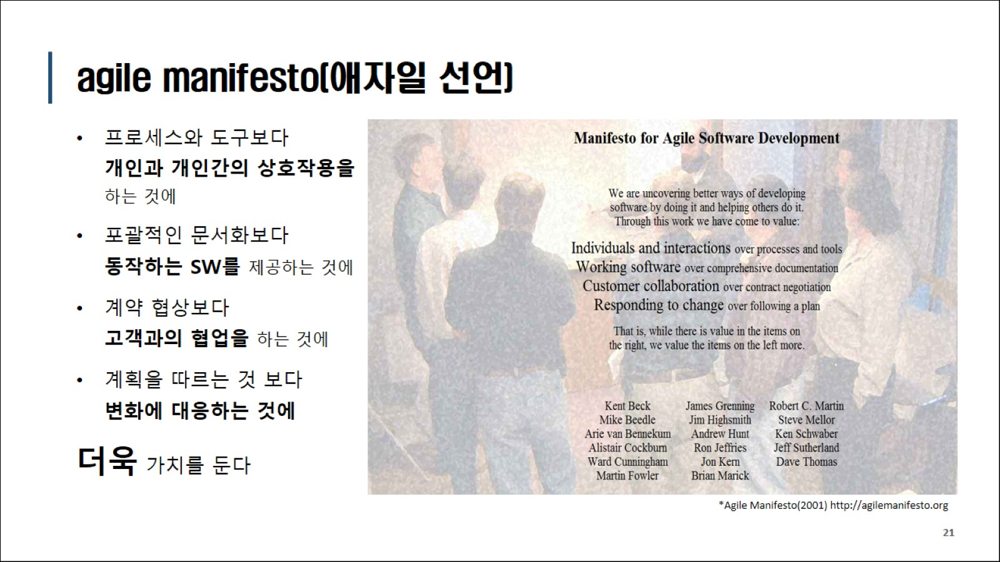 agile manifesto(애자일 선언)
• 프로세스와 도구보다
개인과 개인간의 상호작용을
하는 것에
• 포괄적인 문서화보다
동작하는 SW를 제공하는 것에
• 계약 협상보다
고객과의 협업을 하는 것에
• 계획을 따르는 것 보다
변화에 대응하는 것에
더욱 가치를 둔다
Manifesto for Agile Software Development
We are uncovering better ways of developing
software by doing it and helping others do it.
Through this work we have come to value:
Individuals and interactions over processes and tools
Working software over comprehensive documentation
Customer collaboration over contract negotiation
Responding to change over following a plan
That is, while there is value in the items on
the right, we value the items on the left more.
Kent Beck James Grenning Robert C. Martin
Mike Beedle Jim Highsmith Steve Mellor
Arie van Bennekum Andrew Hunt Ken Schwaber
Alistair Cockburn Ron Jeffries Jeff Sutherland
Ward Cunningham Jon Kern Dave Thomas
Martin Fowler Brian Marick
*Agile Manifesto(2001) http://agilemanifesto.org
21